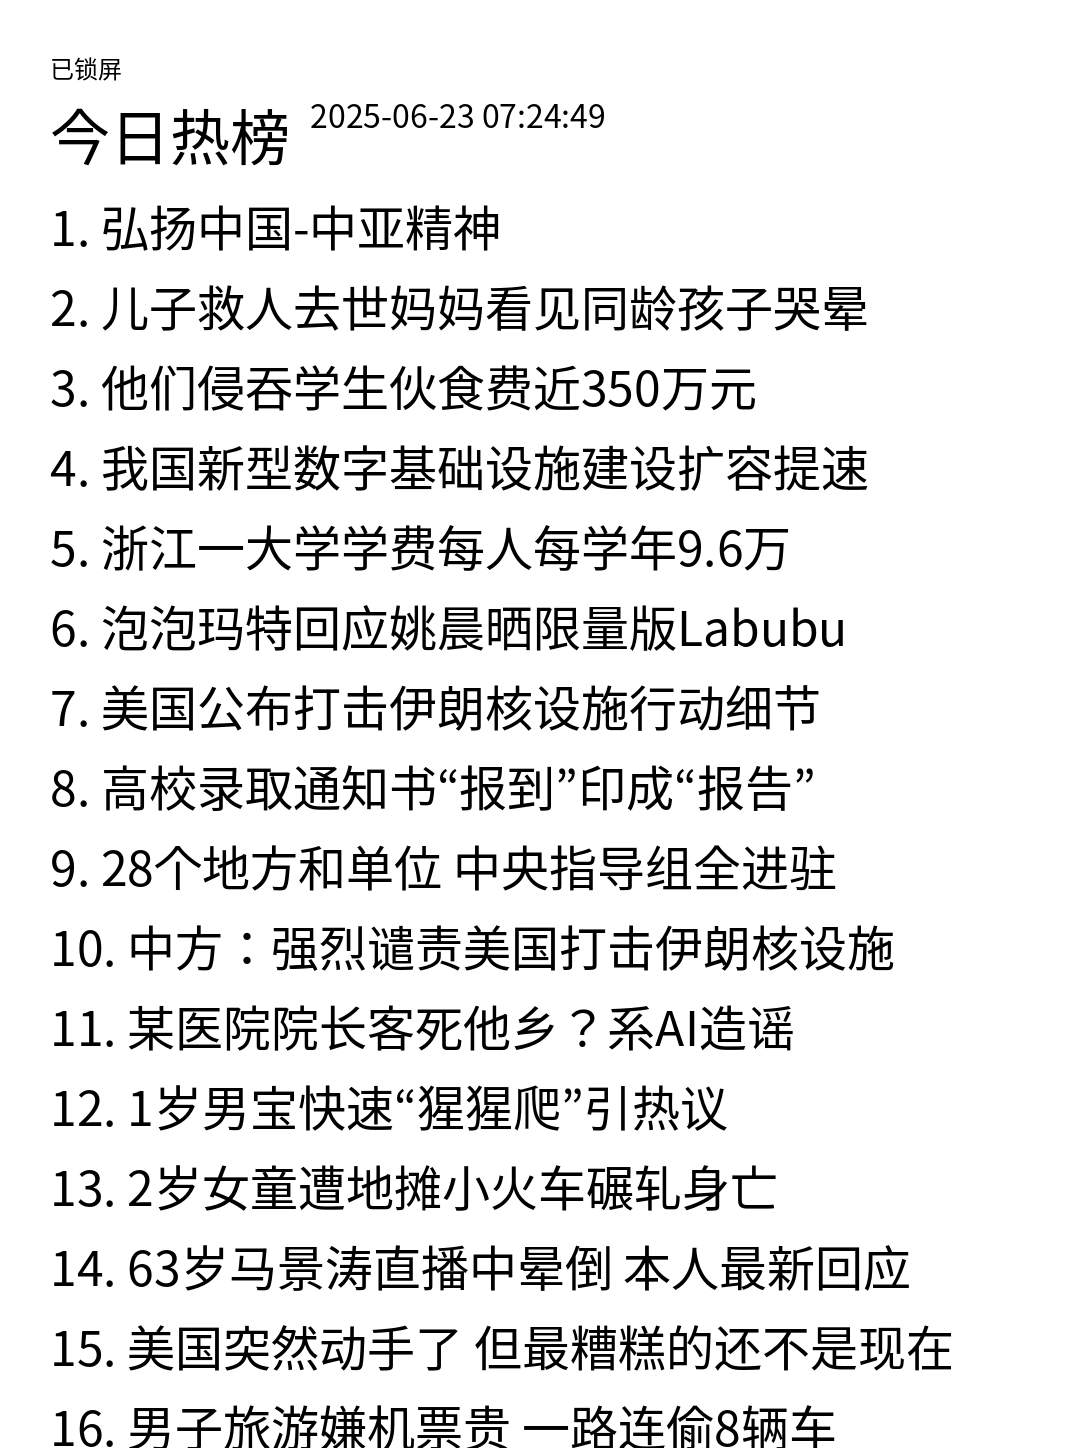 已锁屏
今日热榜 2025-06-23 07:24:49
1. 弘扬中国-中亚精神
2. 儿子救人去世妈妈看见同龄孩子哭晕
3. 他们侵吞学生伙食费近350万元
4. 我国新型数字基础设施建设扩容提速
5. 浙江一大学学费每人每学年9.6万
6. 泡泡玛特回应姚晨晒限量版Labubu
7. 美国公布打击伊朗核设施行动细节
8. 高校录取通知书“报到”印成“报告”
9. 28个地方和单位 中央指导组全进驻
10. 中方：强烈谴责美国打击伊朗核设施
11. 某医院院长客死他乡？系AI造谣
12. 1岁男宝快速“猩猩爬”引热议
13. 2岁女童遭地摊小火车碾轧身亡
14. 63岁马景涛直播中晕倒 本人最新回应
15. 美国突然动手了 但最糟糕的还不是现在
16. 男子旅游嫌机票贵 一路连偷8辆车